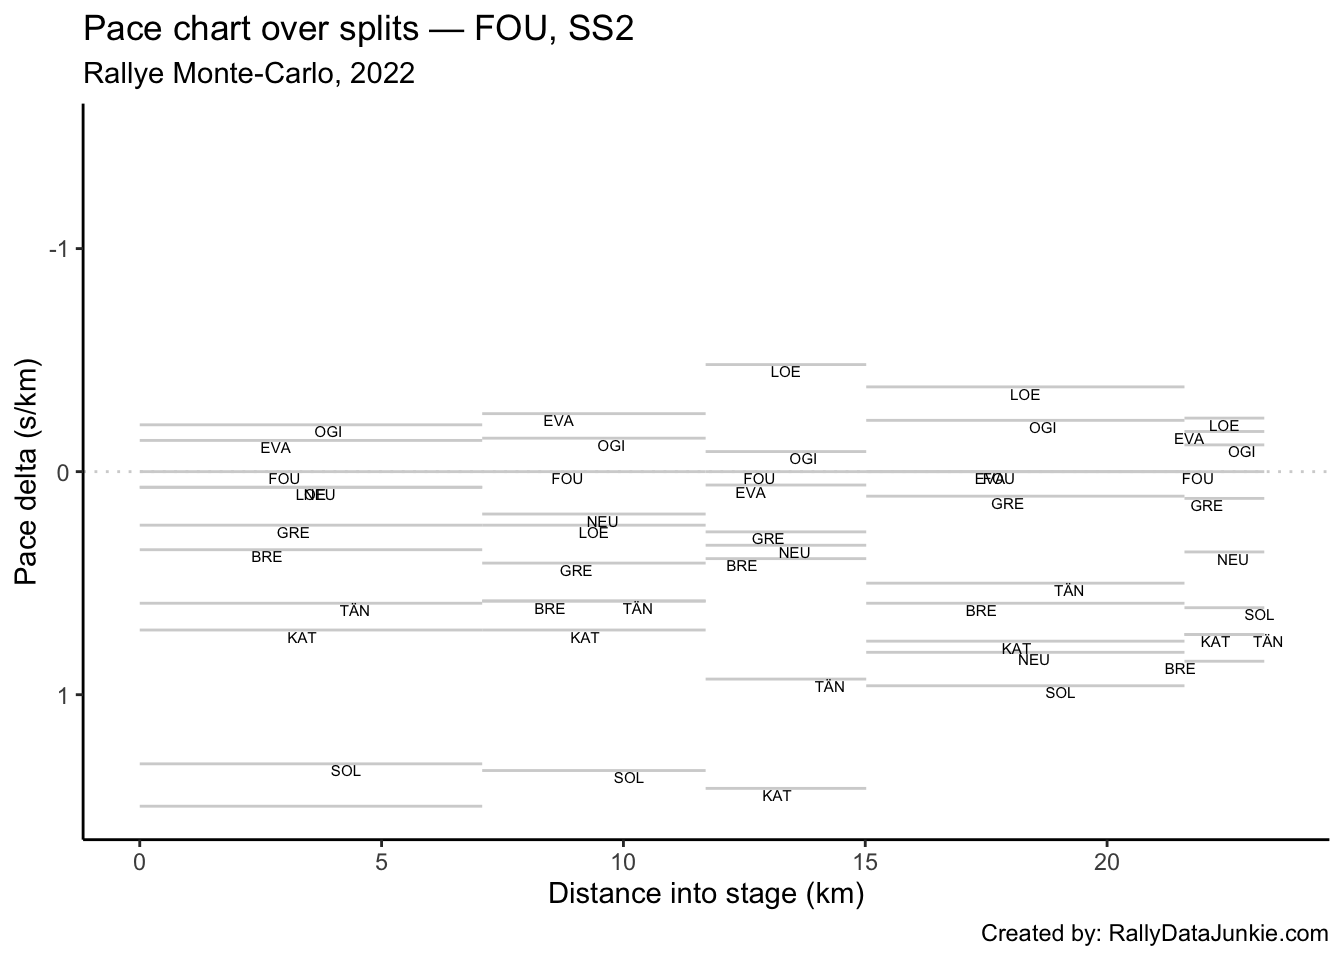 Pace chart over splits — FOU, SS2
Rallye Monte-Carlo, 2022
Pace delta (s/km)
-1
0
1
LOE
LOE
EVA
LOE
OGI
OGI
EVA
EVA
OGI
OGI
OGI
FOU
FOU
FOU
EVA
FOU
FOU
LOE
NEU
EVA
GRE
GRE
NEU
GRE
LOE
GRE
BRE
NEU
NEU
GRE
BRE
TÄN
TÄN
BRE
TÄN
BRE
SOL
KAT
KAT
KAT
KAT
TÄN
NEU
BRE
TÄN
SOL
SOL
SOL
KAT
0
5
10
15
20
Distance into stage (km)
Created by: RallyDataJunkie.com